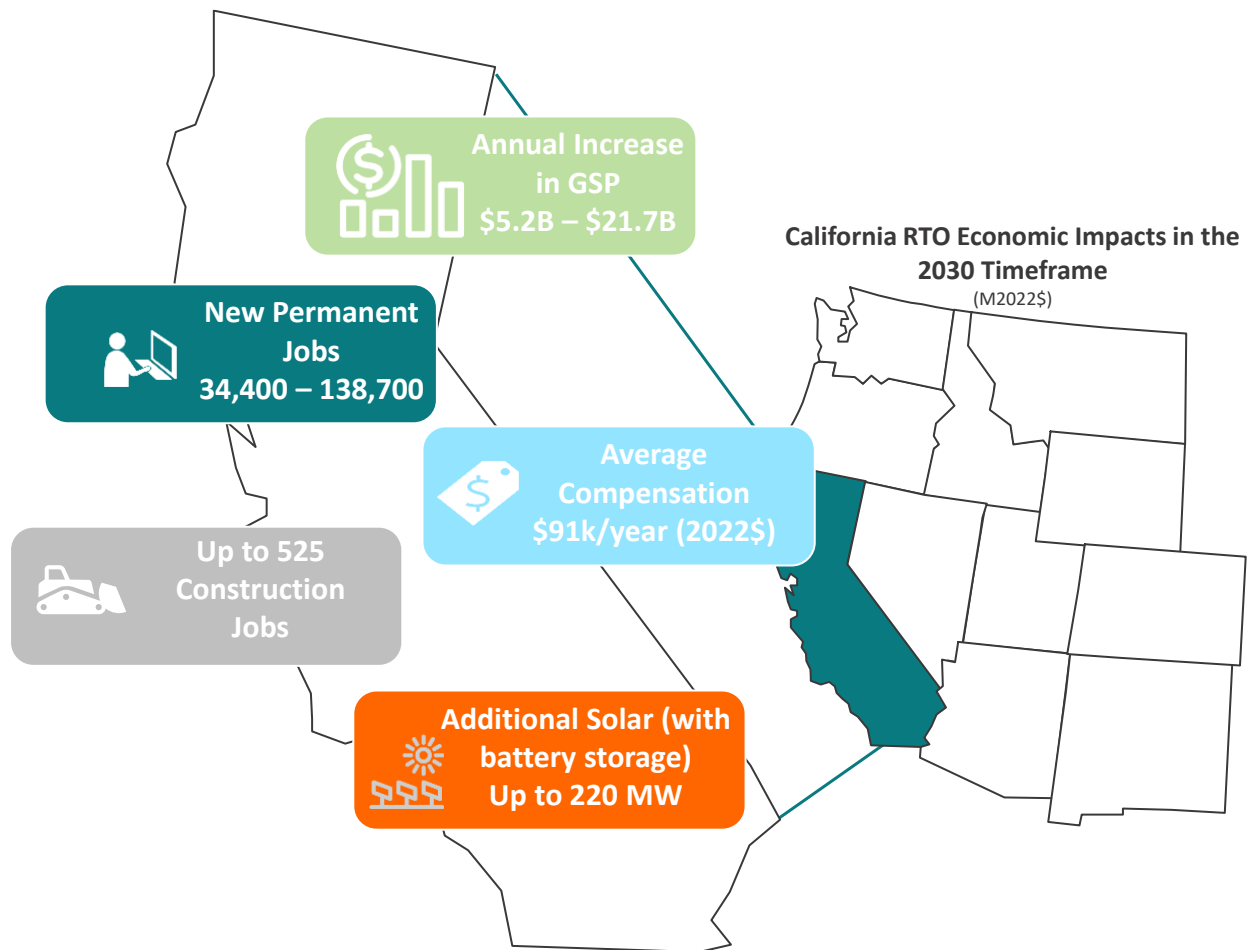 Annual Increase
in GSP
$5.2B – $21.7B
California RTO Economic Impacts in the
2030 Timeframe
(M2022$)
New Permanent
Jobs
34,400 – 138,700
Average
Compensation
$91k/year (2022$)
Up to 525
Construction
Jobs
Additional Solar (with
battery storage)
Up to 220 MW